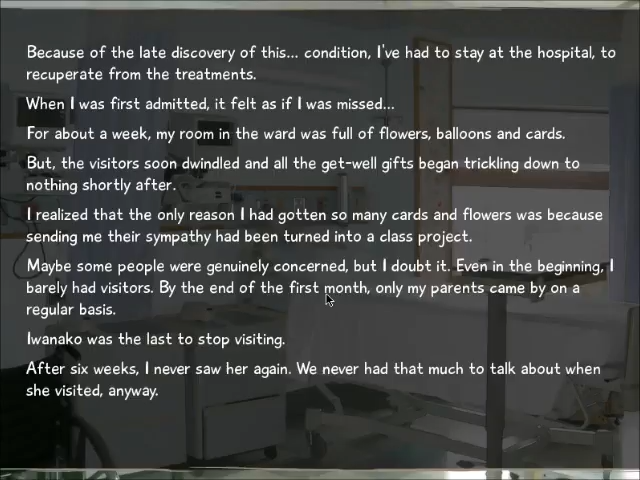 Because of the late discovery of this... condition, I've had to stay at the hospital, to
recuperate from the treatments.
When I was first admitted, it felt as if I was missed...
For about a week, my room in the ward was full of flowers, balloons and cards.
But, the visitors soon dwindled and all the get-well gifts began trickling down to
nothing shortly after.
I realized that the only reason I had gotten so many cards and flowers was because
sending me their sympathy had been turned into a class project.
Maybe some people were genuinely concerned, but I doubt it. Even in the beginning, I
barely had visitors. By the end of the first month, only my parents came by on a
regular basis.
Iwanako was the last to stop visiting.
After six weeks, I never saw her again. We never had that much to talk about when
she visited, anyway.